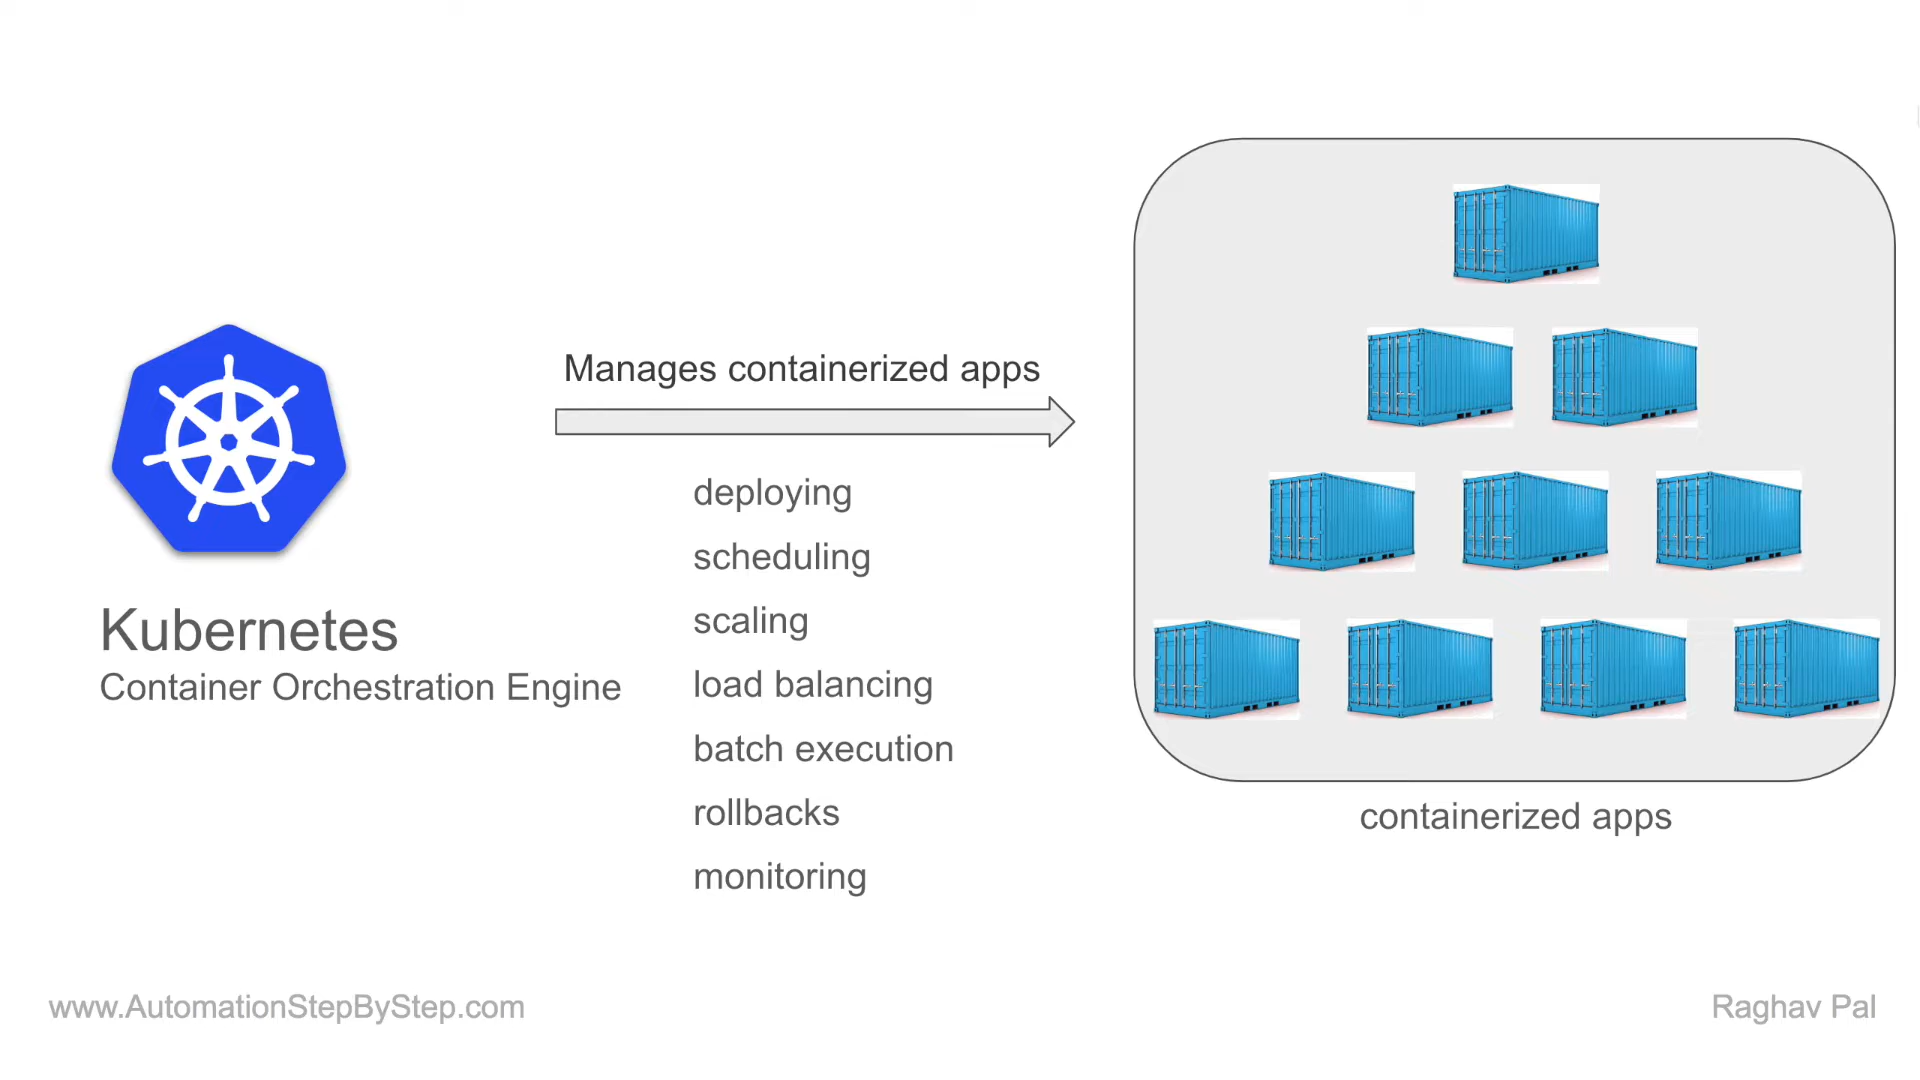 Kubernetes
Container Orchestration Engine
Manages containerized apps
deploying
scheduling
scaling
load balancing
batch execution
rollbacks
monitoring
containerized apps
www.AutomationStepByStep.com
Raghav Pal